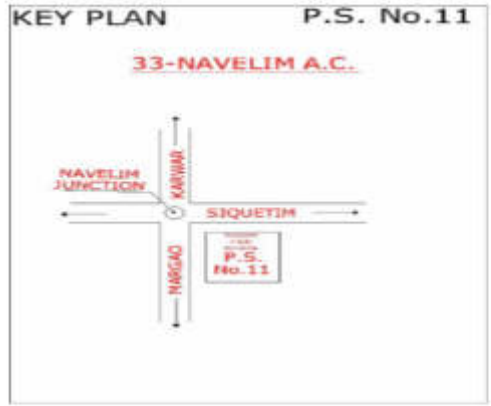 KEY PLAN P.S. No.11
33-NAVELIM A.C.
KARWAR
NAVELIM
JUNCTION
SIQUETIM
MARGAO
P.S.
No.11